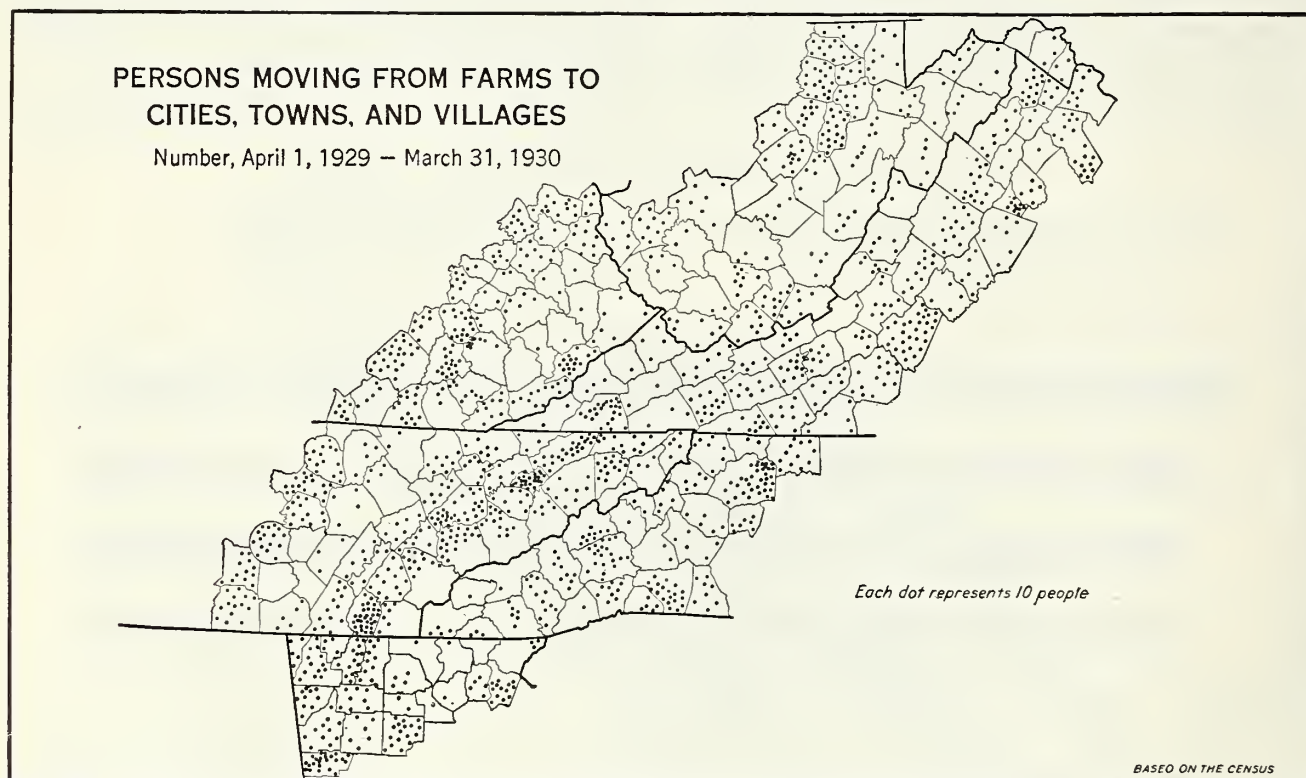 PERSONS MOVING FROM FARMS TO
CITIES, TOWNS, AND VILLAGES
Number, April 1, 1929 — March 31, 1930
Each dot represents 10 people
BASED ON THE CENSUS